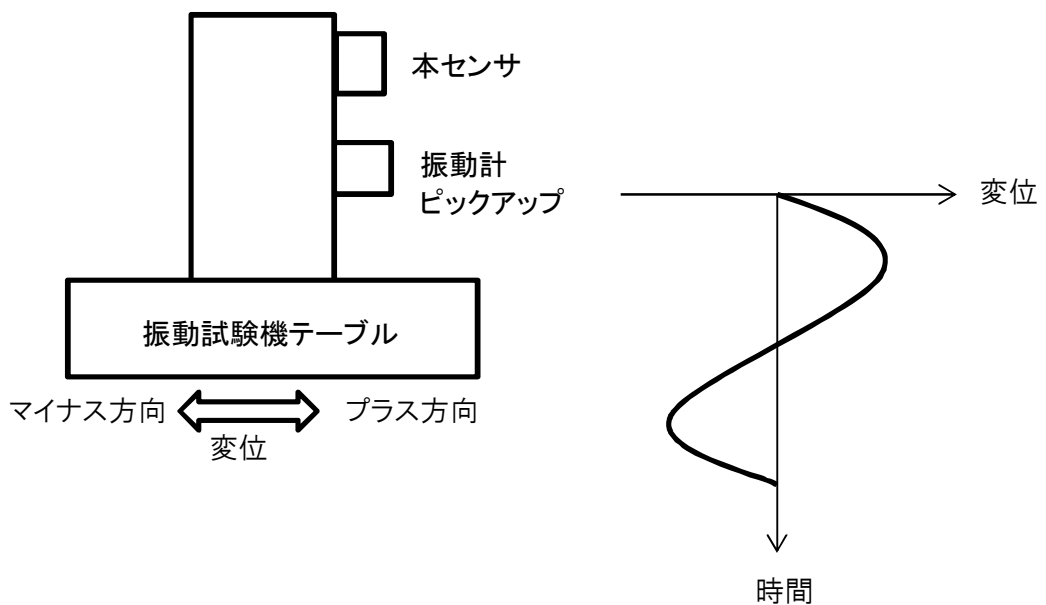 本センサ
振動計
ピックアップ
変位
振動試験機テーブル
マイナス方向
プラス方向
変位
時間